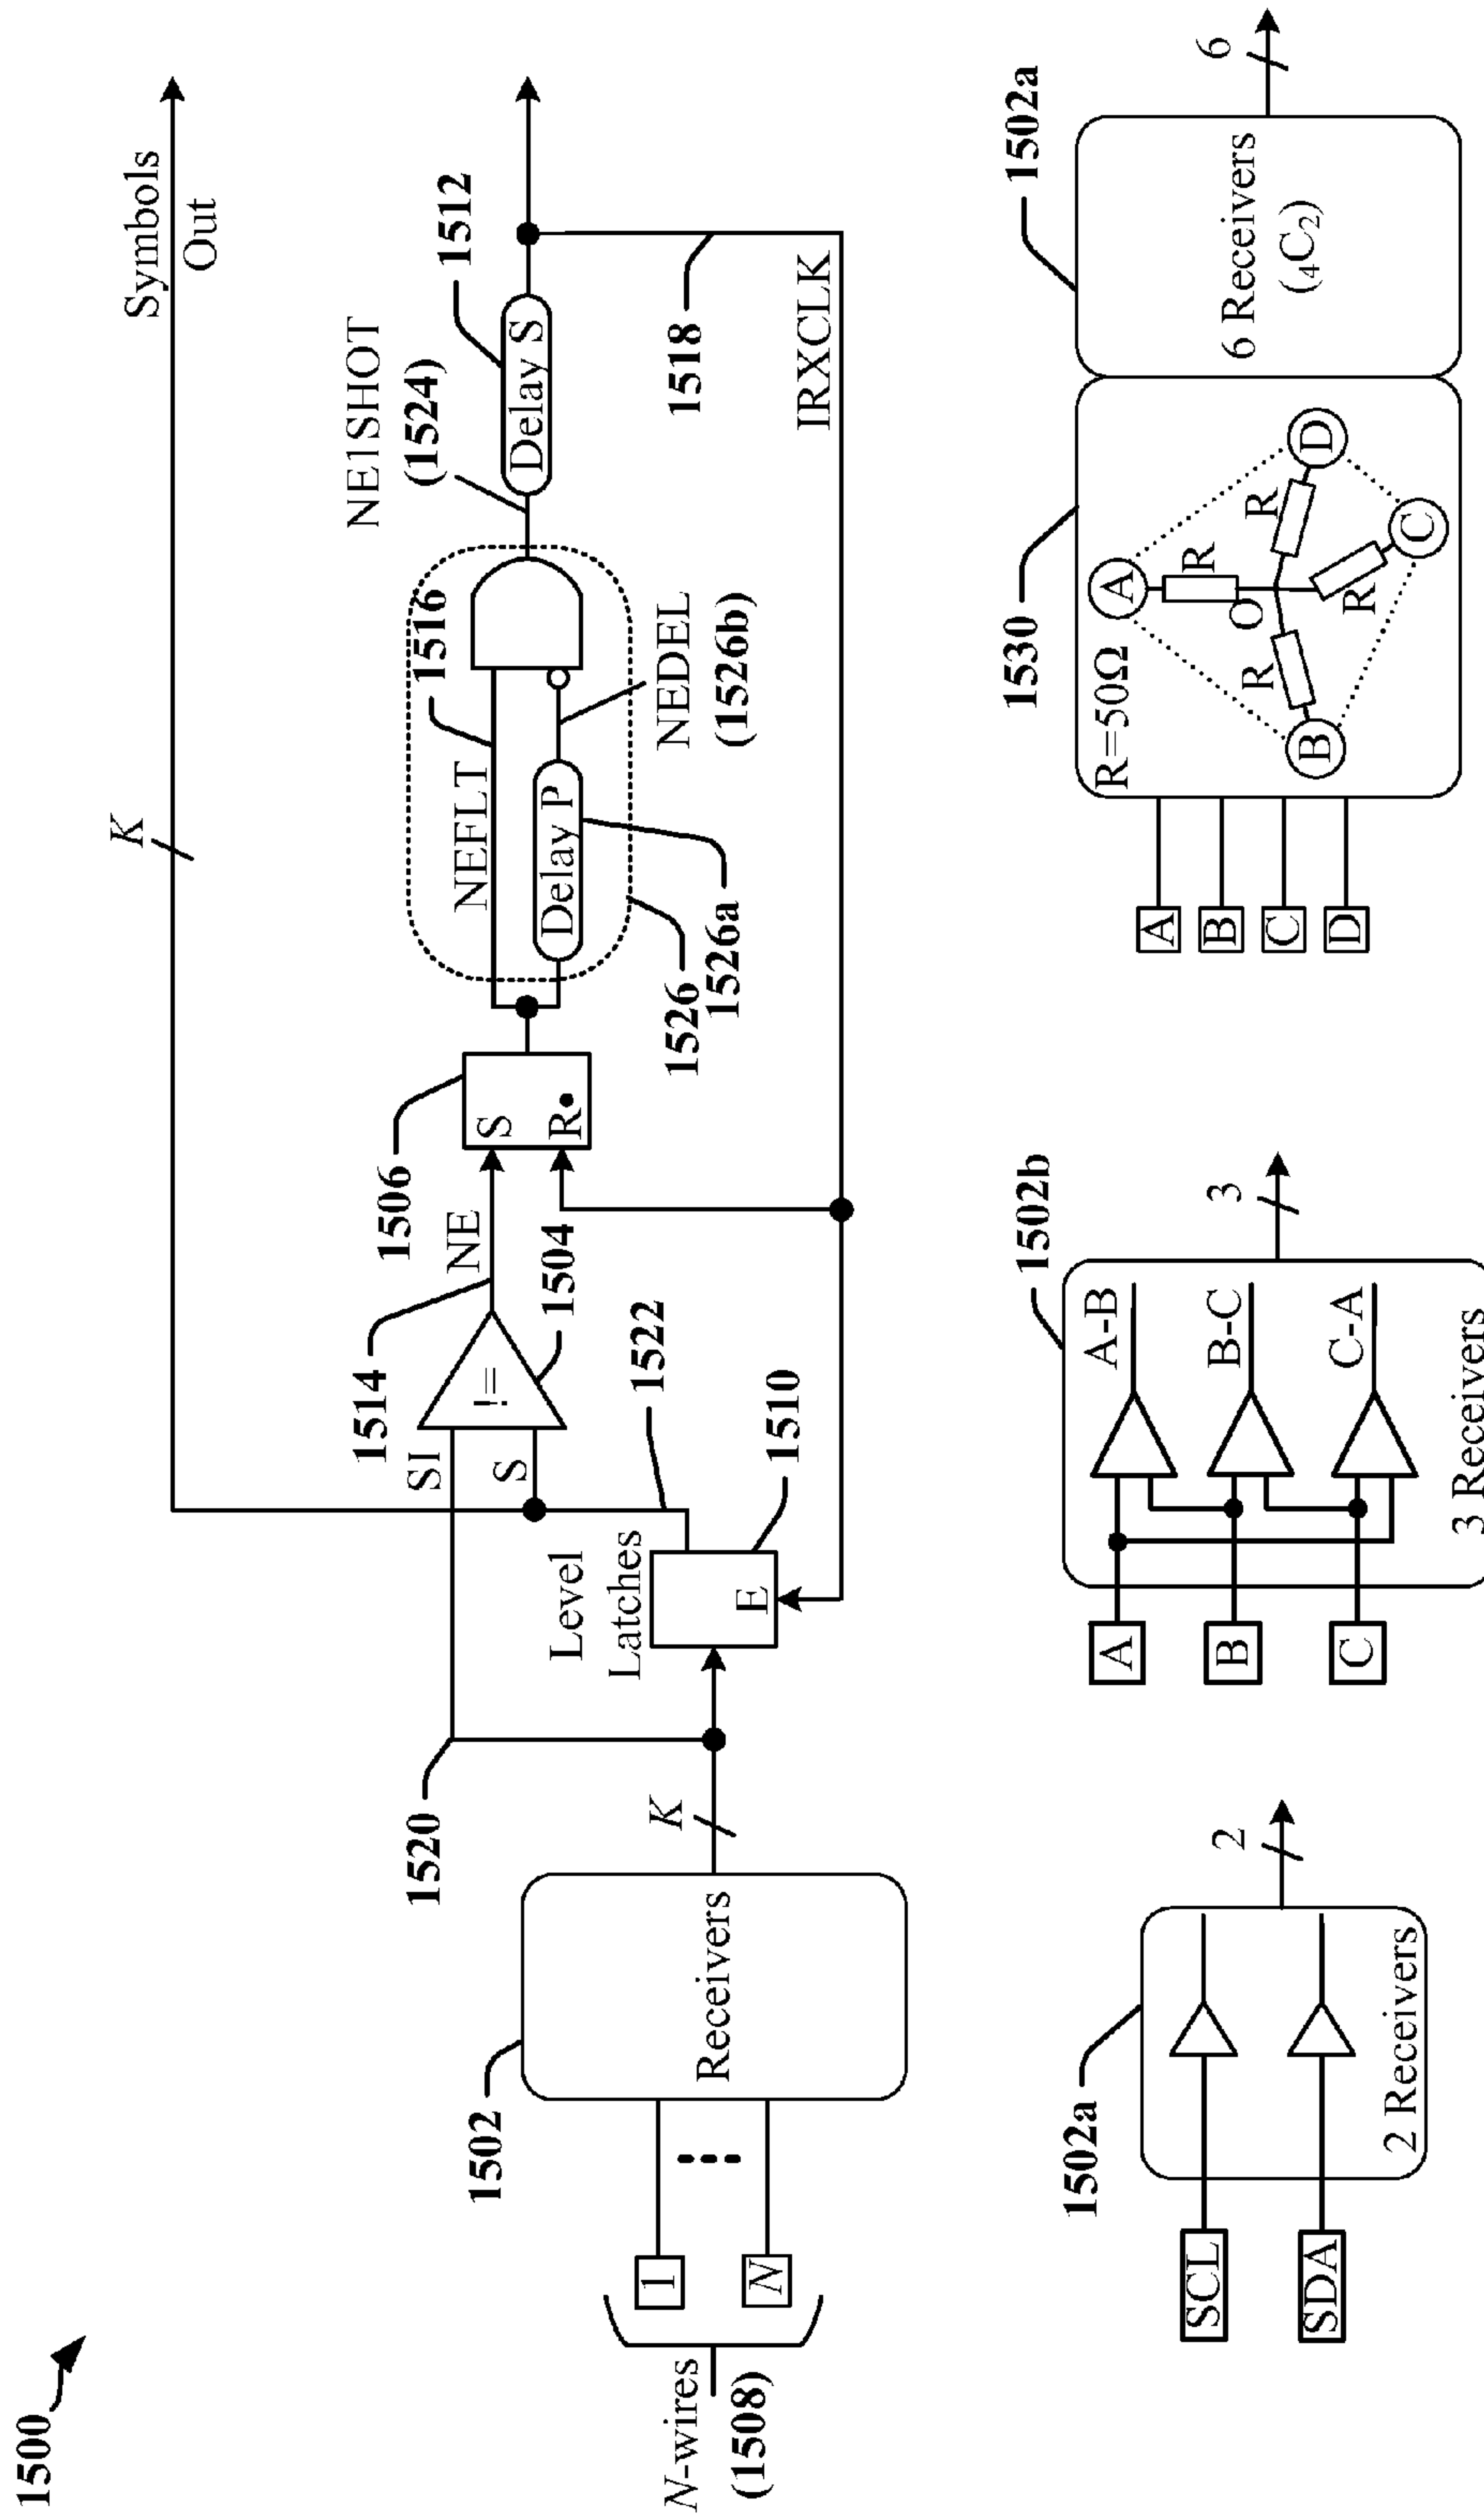 1500
N-wires
(1508)
1
N
1502
Receivers
K
1520
Level
Latches
E
1510
1522
SI
S
!=
1504
1514
NE
1506
S
R
1526
1526a
NEFLT
Delay P
1516
NEDEL
(1526b)
NE1SHOT
(1524)
Delay S
1512
1518
IRXCLK
K
Symbols
Out
1502a
SCL
SDA
2 Receivers
2
1502b
A
B
C
A-B
B-C
C-A
3 Receivers
3
A
B
C
D
1530
R=50Ω
A
B
C
D
O
R
R
R
R
1502a
6 Receivers
(₄C₂)
6